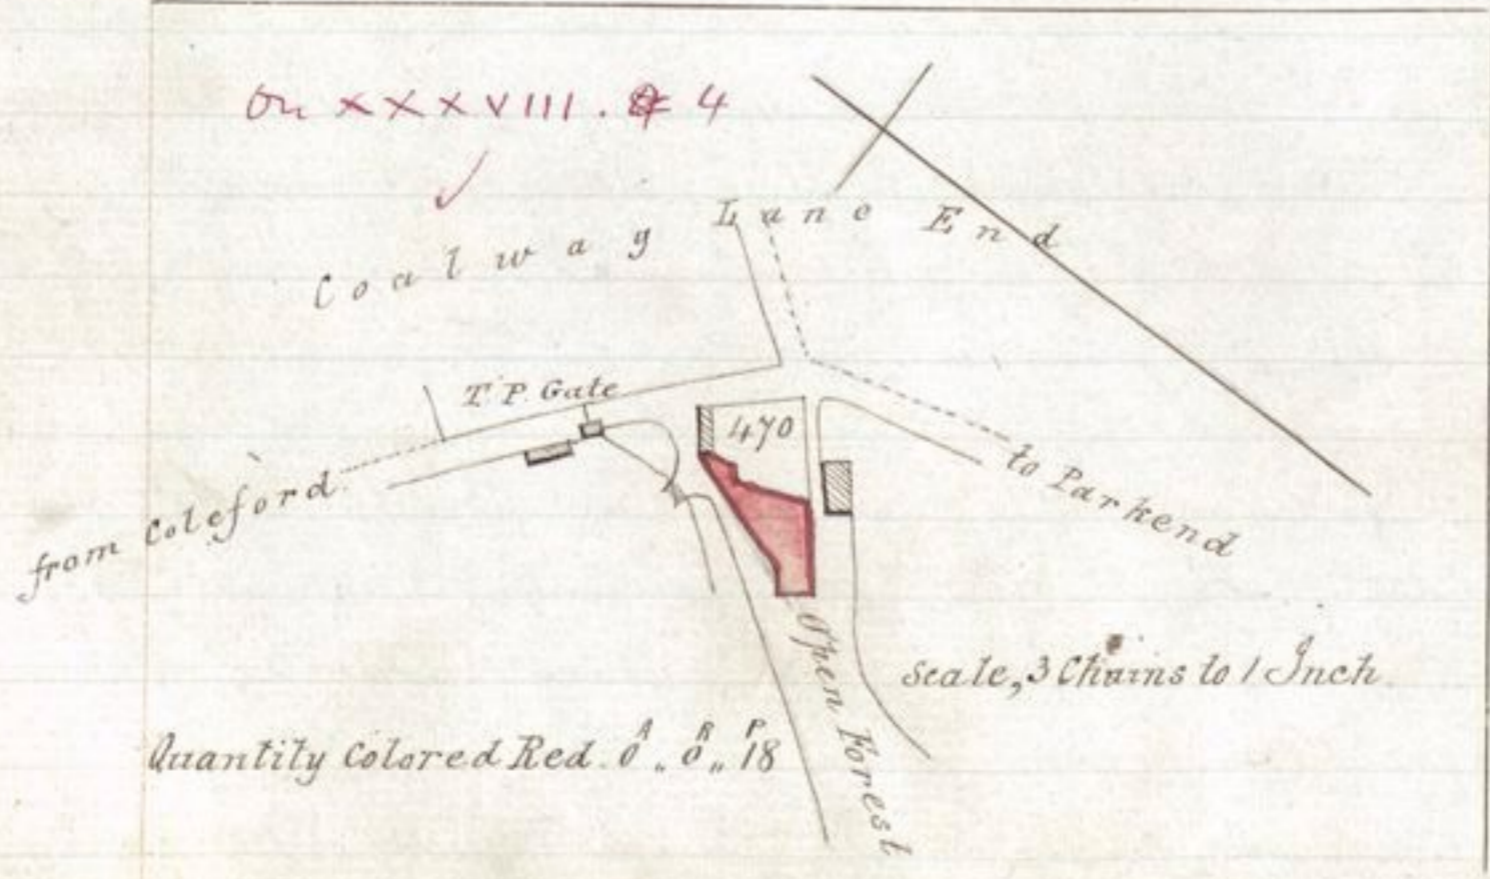 On XXXVIII. 4
Coalway Lane End
T. P. Gate
470
from Coleford
to Parkend
Open Forest
Scale, 3 Chains to 1 Inch
Quantity Colored Red. 0 A „ 0 R „ 18 P